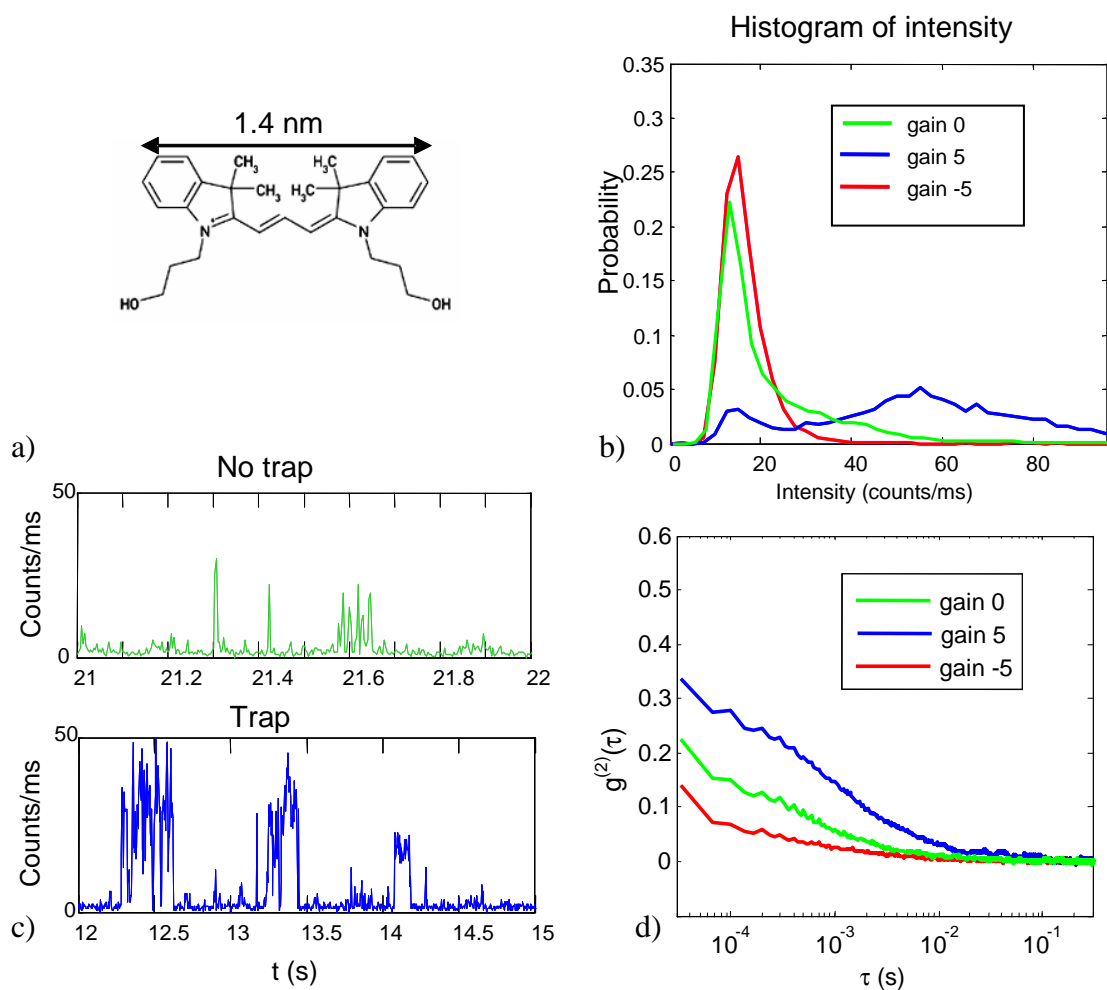 1.4 nm
CH₃ H₃C
CH₃ CH₃
N⁺ N
HO OH
a)
Histogram of intensity
0.35
0.3
0.25
0.2
0.15
0.1
0.05
0
Probability
gain 0
gain 5
gain -5
0 20 40 60 80
Intensity (counts/ms)
b)
No trap
50
0
Counts/ms
21 21.2 21.4 21.6 21.8 22
Trap
50
0
Counts/ms
12 12.5 13 13.5 14 14.5 15
t (s)
c)
0.6
0.5
0.4
0.3
0.2
0.1
0
g⁽²⁾(τ)
gain 0
gain 5
gain -5
10⁻⁴ 10⁻³ 10⁻² 10⁻¹
τ (s)
d)